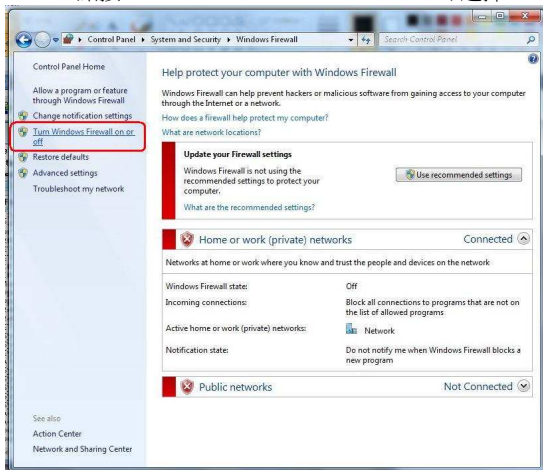 Control Panel ▸ System and Security ▸ Windows Firewall
Search Control Panel
Control Panel Home
Allow a program or feature
through Windows Firewall
Change notification settings
Turn Windows Firewall on or
off
Restore defaults
Advanced settings
Troubleshoot my network
See also
Action Center
Network and Sharing Center
Help protect your computer with Windows Firewall
Windows Firewall can help prevent hackers or malicious software from gaining access to your computer
through the Internet or a network.
How does a firewall help protect my computer?
What are network locations?
Update your Firewall settings
Windows Firewall is not using the
recommended settings to protect your
computer.
Use recommended settings
What are the recommended settings?
Home or work (private) networks Connected
Networks at home or work where you know and trust the people and devices on the network
Windows Firewall state: Off
Incoming connections: Block all connections to programs that are not on
the list of allowed programs
Active home or work (private) networks: Network
Notification state: Do not notify me when Windows Firewall blocks a
new program
Public networks Not Connected